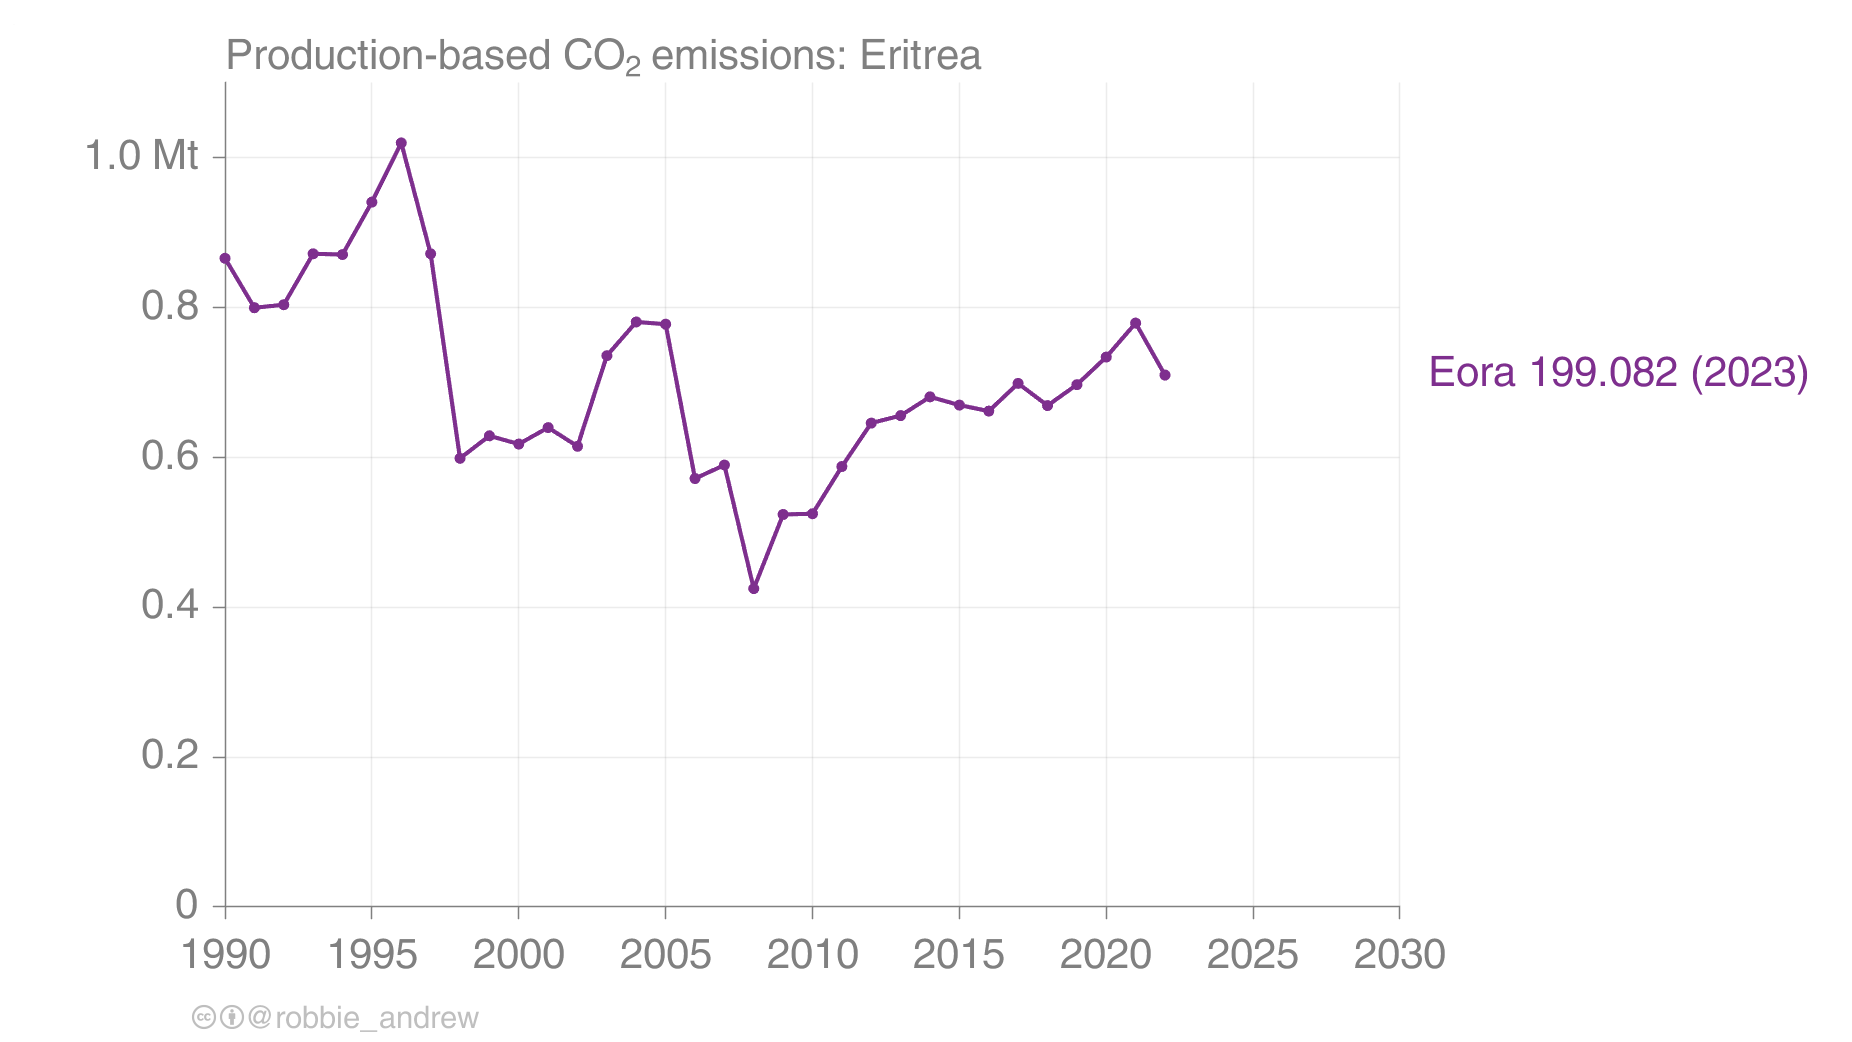 Production-based CO₂ emissions: Eritrea
1.0 Mt
0.8
0.6
0.4
0.2
0
1990 1995 2000 2005 2010 2015 2020 2025 2030
Eora 199.082 (2023)
cc @robbie_andrew